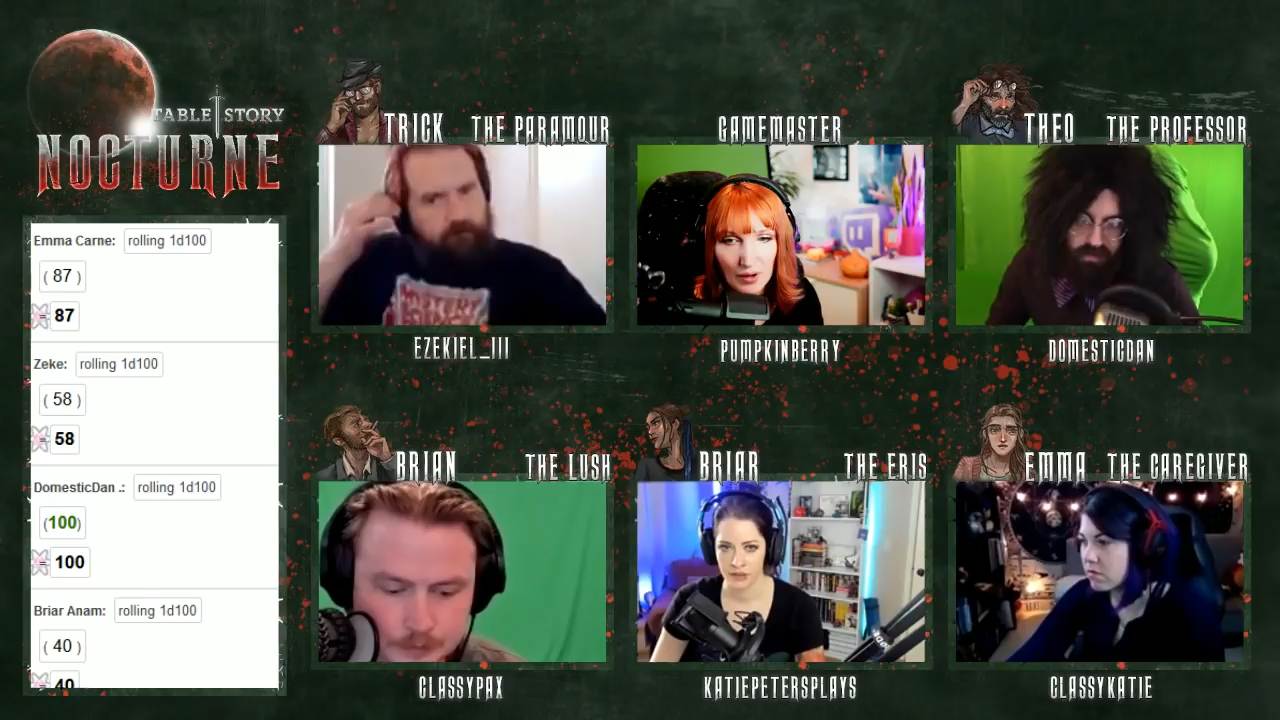 TABLE STORY
NOCTURNE
Emma Carne: rolling 1d100
( 87 )
= 87
Zeke: rolling 1d100
( 58 )
= 58
DomesticDan .: rolling 1d100
(100)
= 100
Briar Anam: rolling 1d100
( 40 )
40
TRICK THE PARAMOUR
EZEKIEL_III
GAMEMASTER
PUMPKINBERRY
THEO THE PROFESSOR
DOMESTICDAN
BRIAN THE LUSH
CLASSYPAX
BRIAR THE ERIS
KATIEPETERSPLAYS
EMMA THE CAREGIVER
CLASSYKATIE